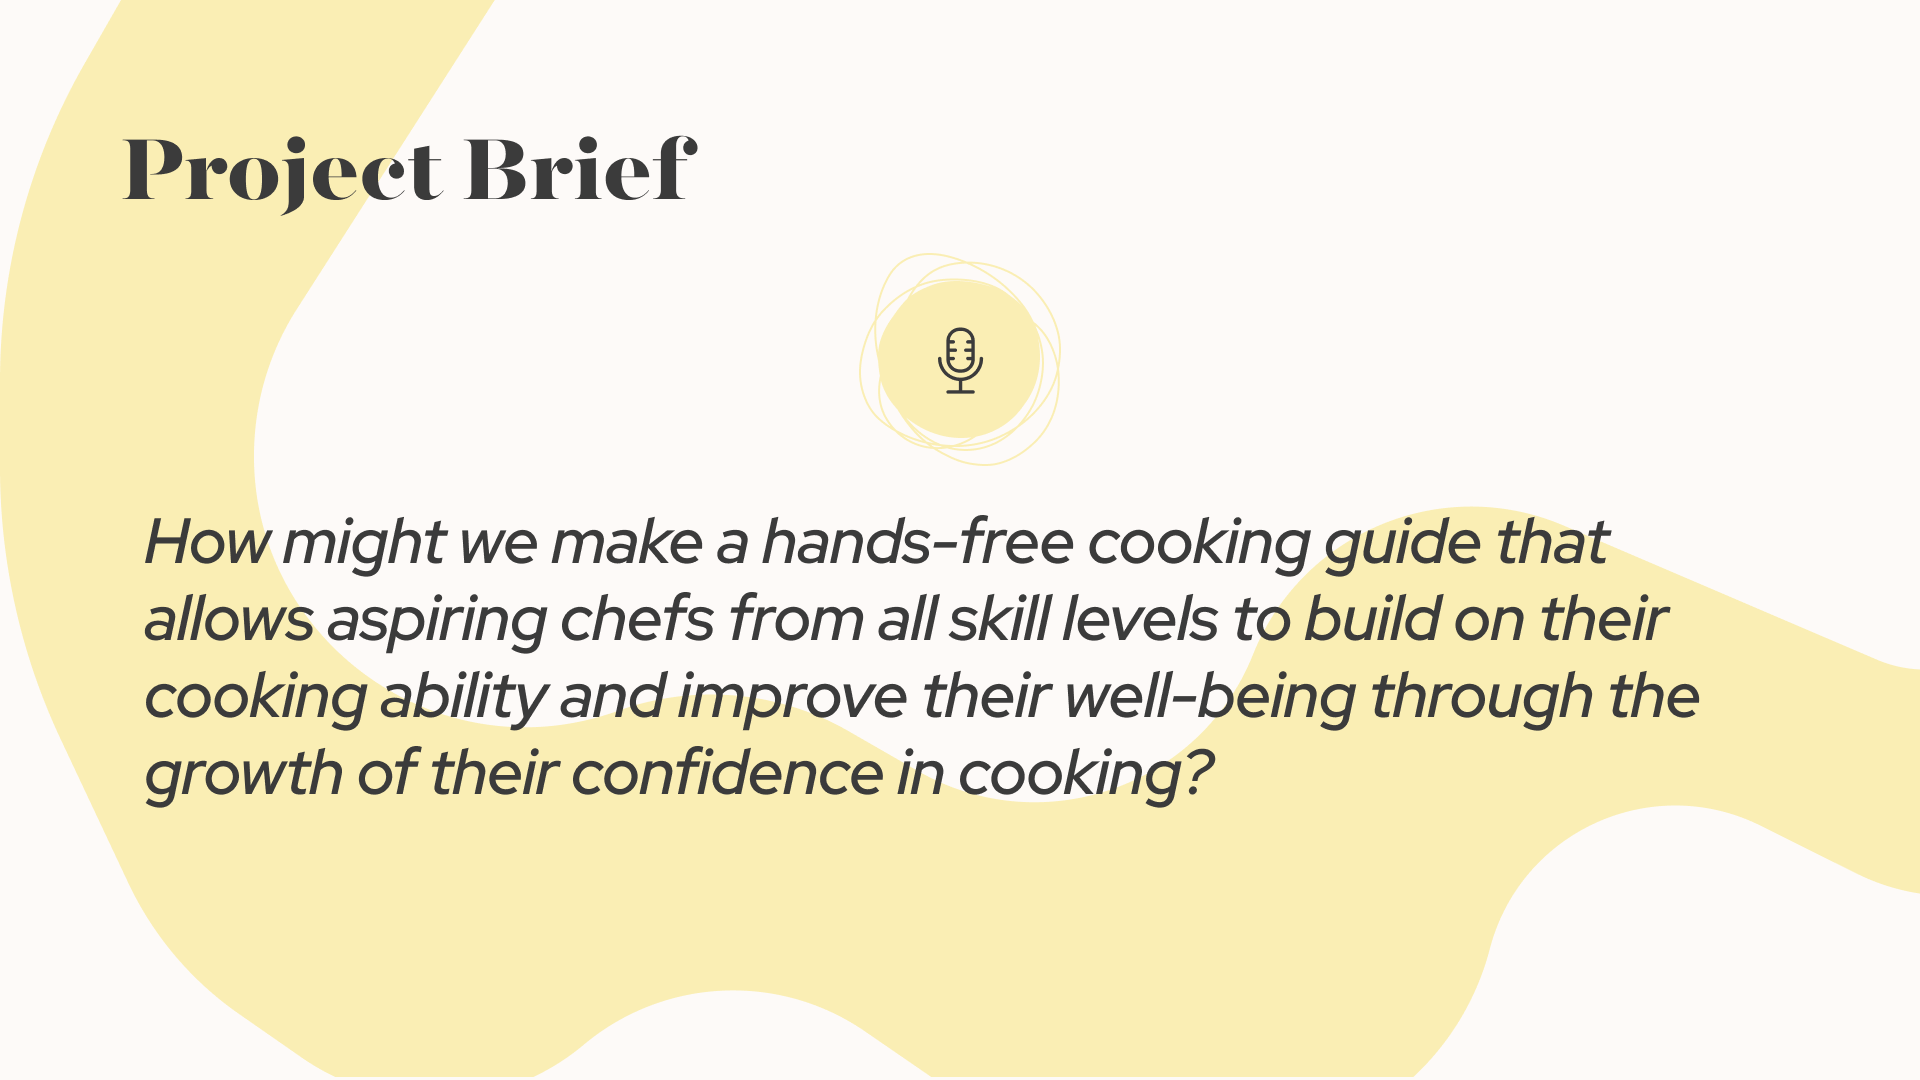 Project Brief
How might we make a hands-free cooking guide that
allows aspiring chefs from all skill levels to build on their
cooking ability and improve their well-being through the
growth of their confidence in cooking?